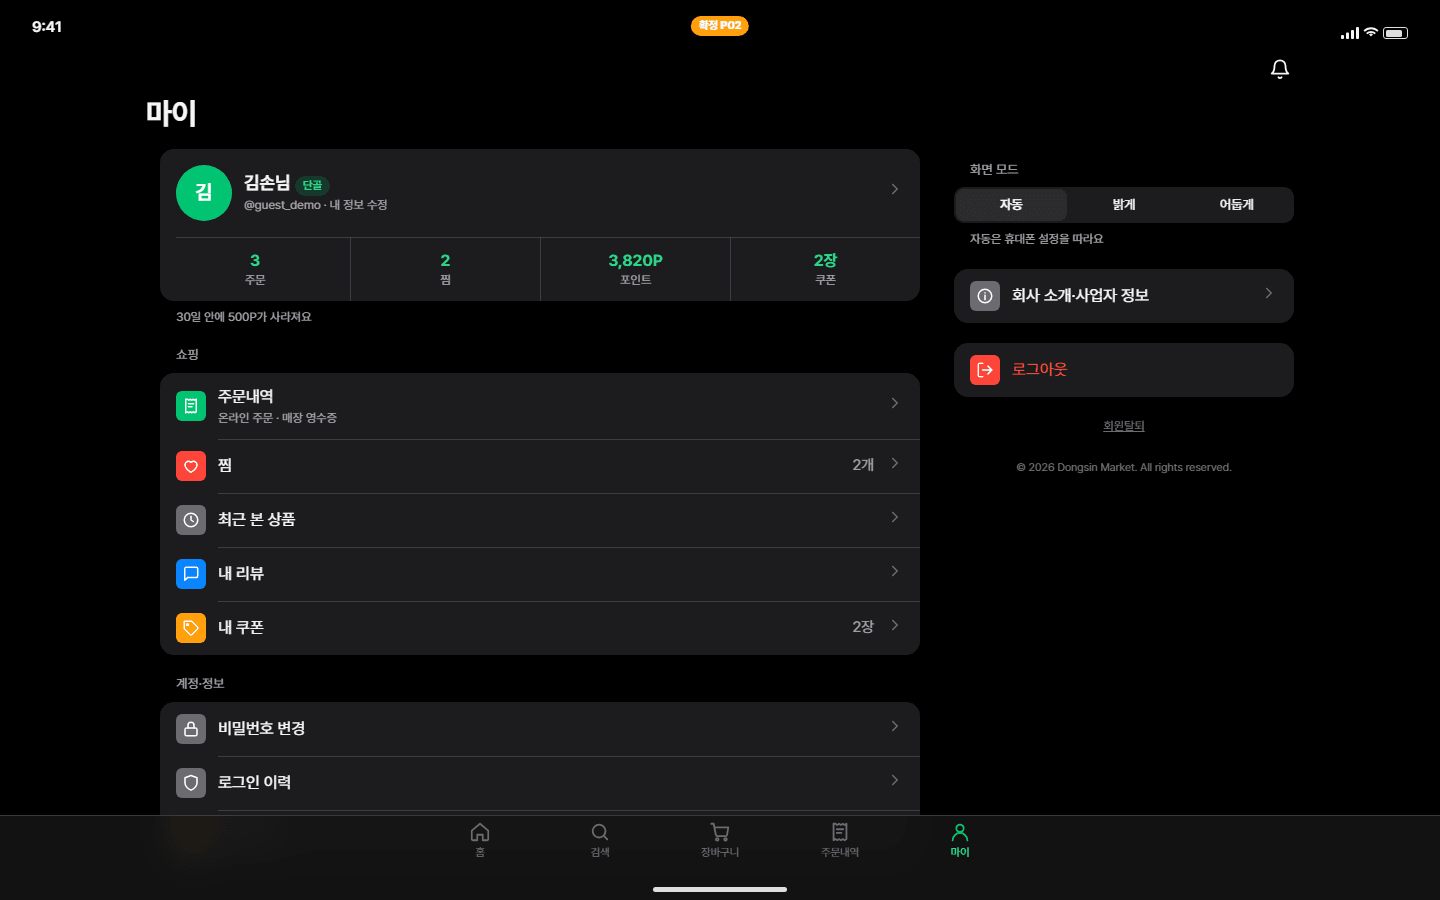 9:41
확정 P02
마이
김
김손님 단골
@guest_demo · 내 정보 수정
3
주문
2
찜
3,820P
포인트
2장
쿠폰
30일 안에 500P가 사라져요
쇼핑
주문내역
온라인 주문 · 매장 영수증
찜
2개
최근 본 상품
내 리뷰
내 쿠폰
2장
계정·정보
비밀번호 변경
로그인 이력
화면 모드
자동
밝게
어둡게
자동은 휴대폰 설정을 따라요
회사 소개·사업자 정보
로그아웃
회원탈퇴
© 2026 Dongsin Market. All rights reserved.
홈
검색
장바구니
주문내역
마이